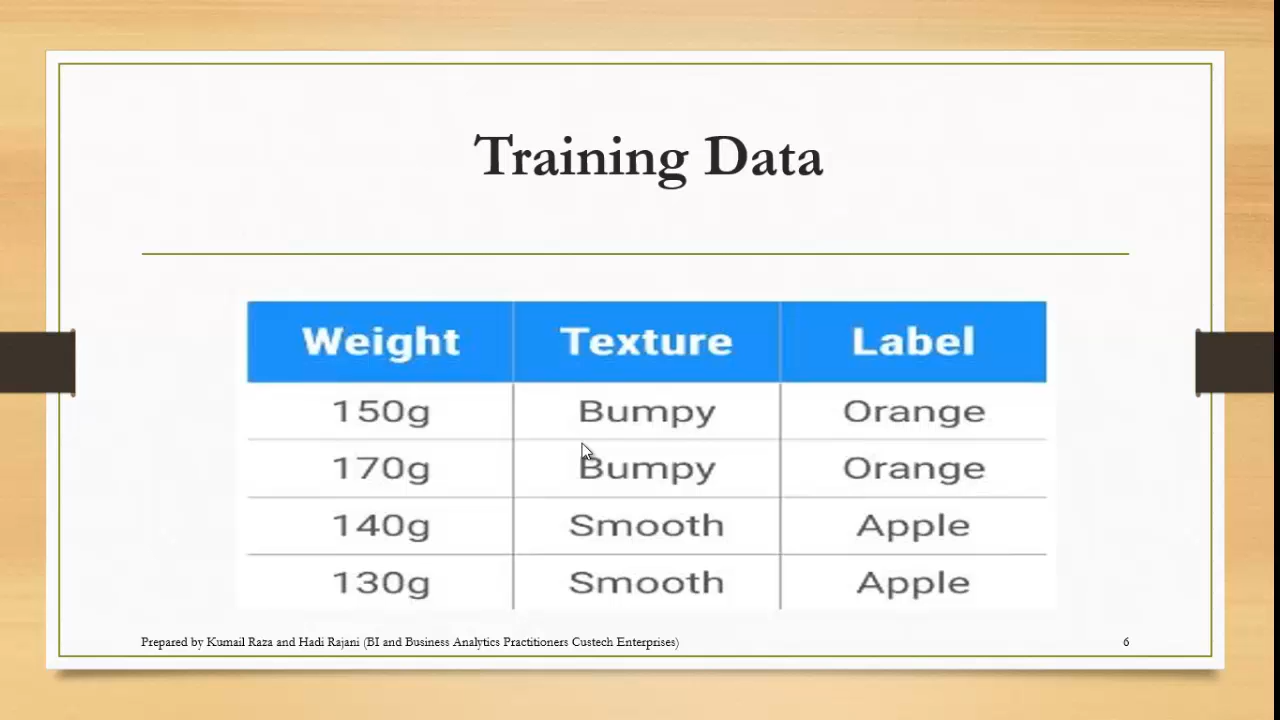 Training Data
Weight Texture Label
150g Bumpy Orange
170g Bumpy Orange
140g Smooth Apple
130g Smooth Apple
Prepared by Kumail Raza and Hadi Rajani (BI and Business Analytics Practitioners Custech Enterprises) 6